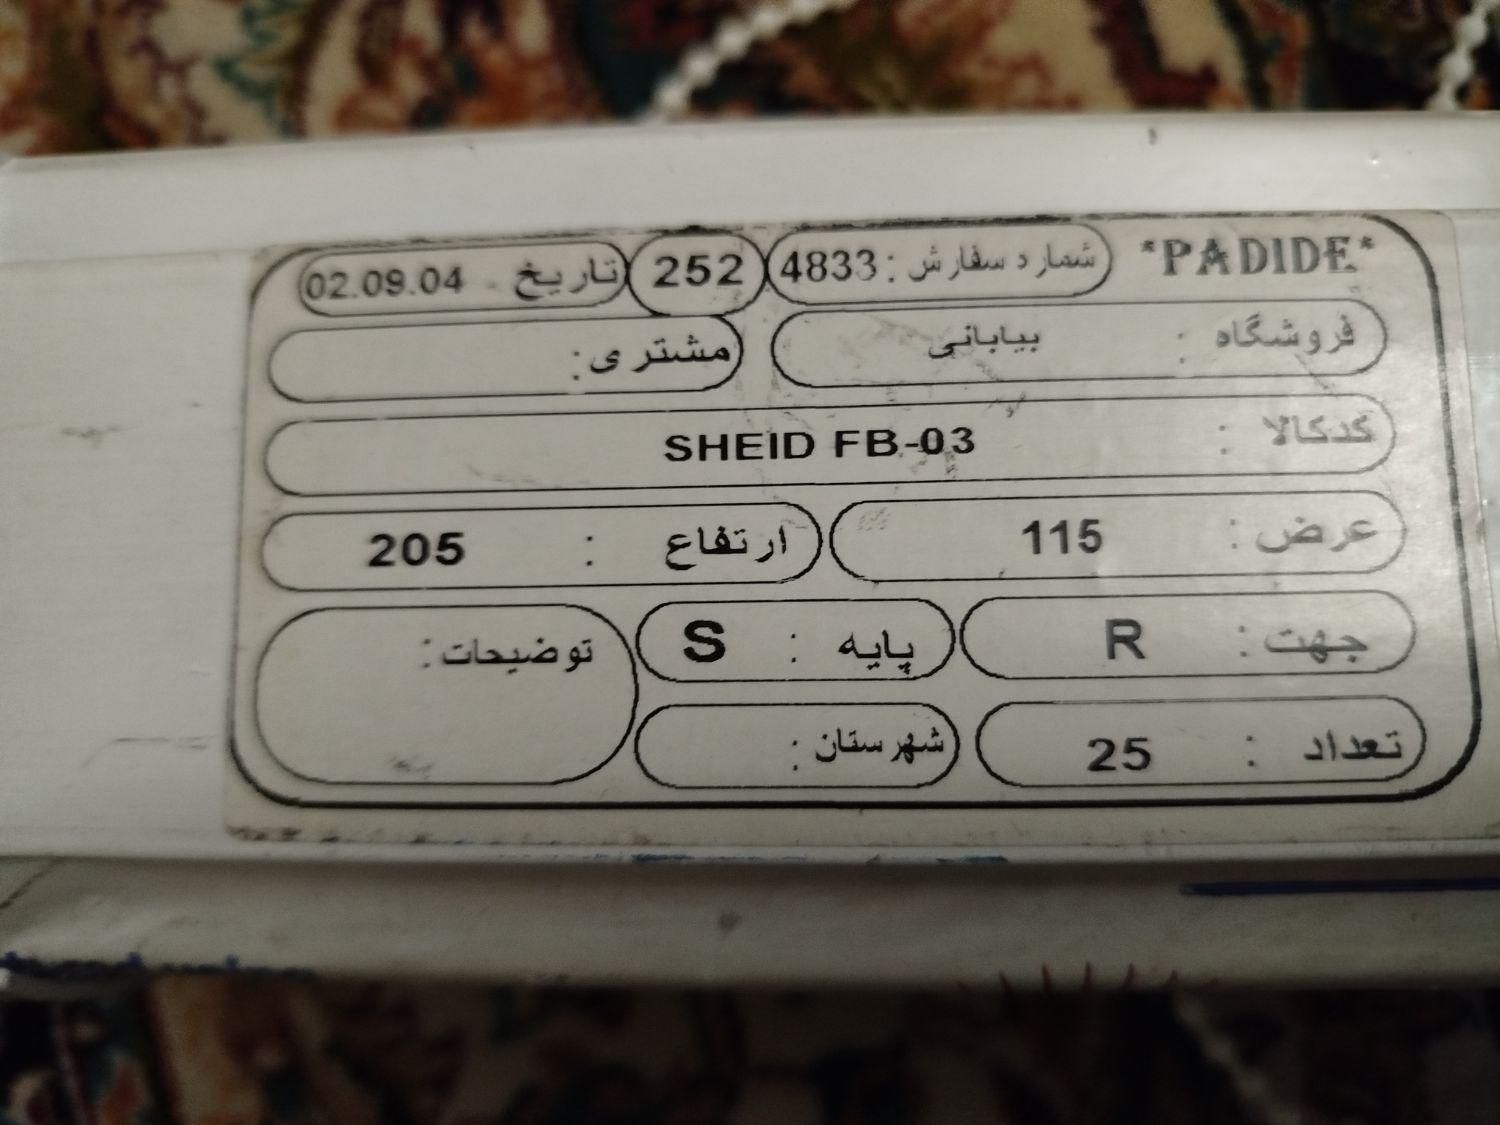 *PADIDE* شماره سفارش : 4833 252 تاریخ - 02.09.04
فروشگاه : بیابانی مشتری:
کدکالا : SHEID FB-03
عرض : 115 ارتفاع : 205
جهت : R پایه : S توضیحات:
تعداد : 25 شهرستان :